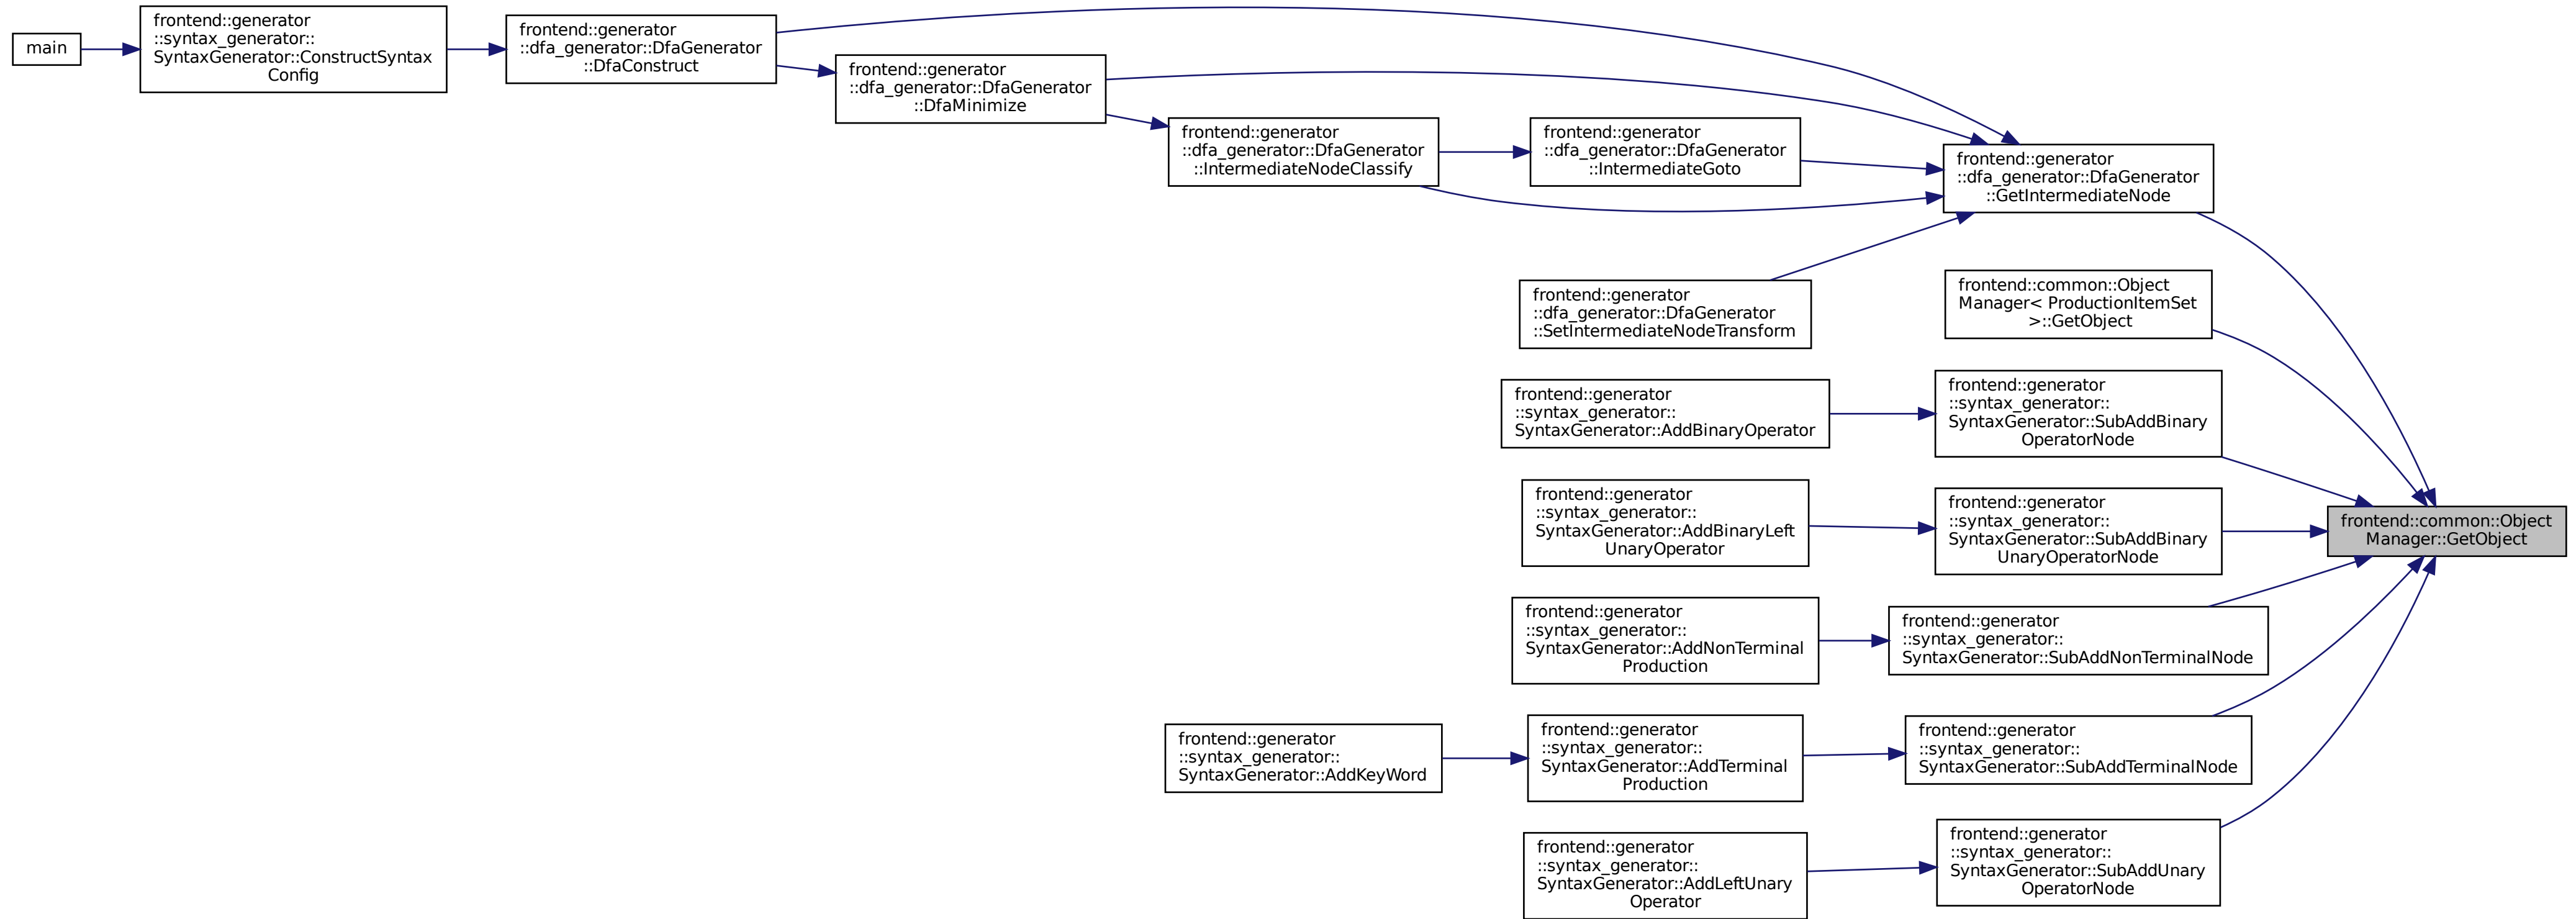 main
frontend::generator
::syntax_generator::
SyntaxGenerator::ConstructSyntax
Config
frontend::generator
::dfa_generator::DfaGenerator
::DfaConstruct
frontend::generator
::dfa_generator::DfaGenerator
::DfaMinimize
frontend::generator
::dfa_generator::DfaGenerator
::IntermediateNodeClassify
frontend::generator
::dfa_generator::DfaGenerator
::IntermediateGoto
frontend::generator
::dfa_generator::DfaGenerator
::GetIntermediateNode
frontend::generator
::dfa_generator::DfaGenerator
::SetIntermediateNodeTransform
frontend::common::Object
Manager< ProductionItemSet
>::GetObject
frontend::generator
::syntax_generator::
SyntaxGenerator::AddBinaryOperator
frontend::generator
::syntax_generator::
SyntaxGenerator::SubAddBinary
OperatorNode
frontend::generator
::syntax_generator::
SyntaxGenerator::AddBinaryLeft
UnaryOperator
frontend::generator
::syntax_generator::
SyntaxGenerator::SubAddBinary
UnaryOperatorNode
frontend::common::Object
Manager::GetObject
frontend::generator
::syntax_generator::
SyntaxGenerator::AddNonTerminal
Production
frontend::generator
::syntax_generator::
SyntaxGenerator::SubAddNonTerminalNode
frontend::generator
::syntax_generator::
SyntaxGenerator::AddKeyWord
frontend::generator
::syntax_generator::
SyntaxGenerator::AddTerminal
Production
frontend::generator
::syntax_generator::
SyntaxGenerator::SubAddTerminalNode
frontend::generator
::syntax_generator::
SyntaxGenerator::AddLeftUnary
Operator
frontend::generator
::syntax_generator::
SyntaxGenerator::SubAddUnary
OperatorNode